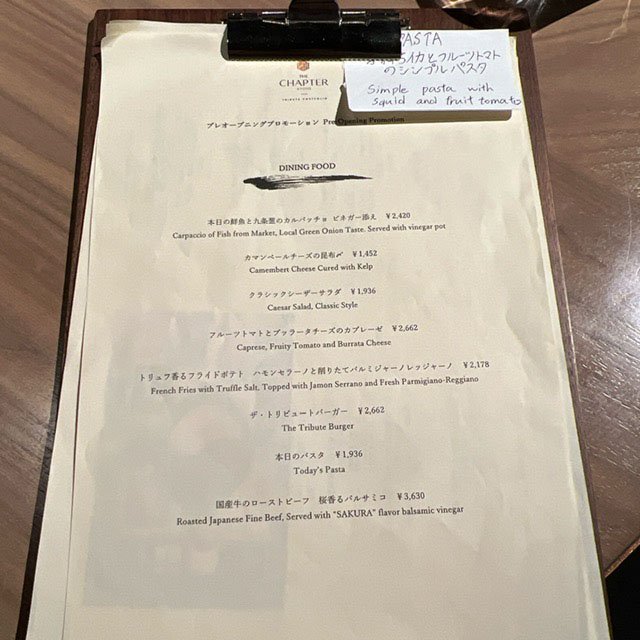 PASTA
イカとフルーツトマト
のシンプルパスタ
Simple pasta with
squid and fruit tomato
THE
CHAPTER
KYOTO
TRIBUTE PORTFOLIO
プレオープニングプロモーション Pre Opening Promotion
DINING FOOD
本日の鮮魚と九条葱のカルパッチョ ビネガー添え ¥2,420
Carpaccio of Fish from Market, Local Green Onion Taste. Served with vinegar pot
カマンベールチーズの昆布〆 ¥1,452
Camembert Cheese Cured with Kelp
クラシックシーザーサラダ ¥1,936
Caesar Salad, Classic Style
フルーツトマトとブッラータチーズのカプレーゼ ¥2,662
Caprese, Fruity Tomato and Burrata Cheese
トリュフ香るフライドポテト ハモンセラーノと削りたてパルミジャーノレッジャーノ ¥2,178
French Fries with Truffle Salt, Topped with Jamon Serrano and Fresh Parmigiano-Reggiano
ザ・トリビュートバーガー ¥2,662
The Tribute Burger
本日のパスタ ¥1,936
Today's Pasta
国産牛のローストビーフ 桜香るバルサミコ ¥3,630
Roasted Japanese Fine Beef, Served with "SAKURA" flavor balsamic vinegar